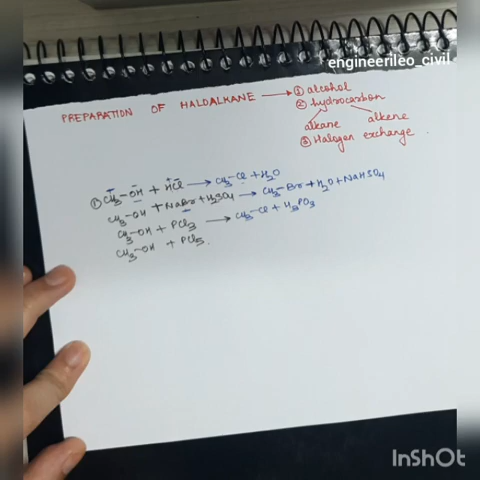 engineerileo_civil
PREPARATION OF HALOALKANE → ① alcohol
② hydrocarbon
alkane alkene
③ Halogen exchange.
① CH₃-OH + HCl → CH₃-Cl + H₂O
CH₃-OH + NaBr + H₂SO₄ → CH₃-Br + H₂O + NaHSO₄
CH₃-OH + PCl₃ → CH₃-Cl + H₃PO₃
CH₃-OH + PCl₅.
InShOt